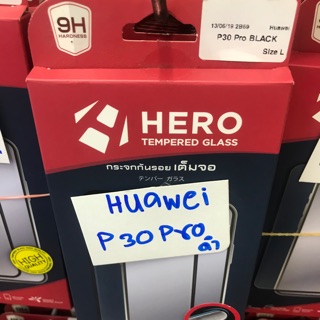 9H
HARDNESS
13/06/19 2869 HUAWEI
P30 Pro BLACK
Size L
HERO
TEMPERED GLASS
กระจกกันรอย เต็มจอ
テンパー ガラス
HUawei
P30 Pro
ดำ
HIGH
QUALITY